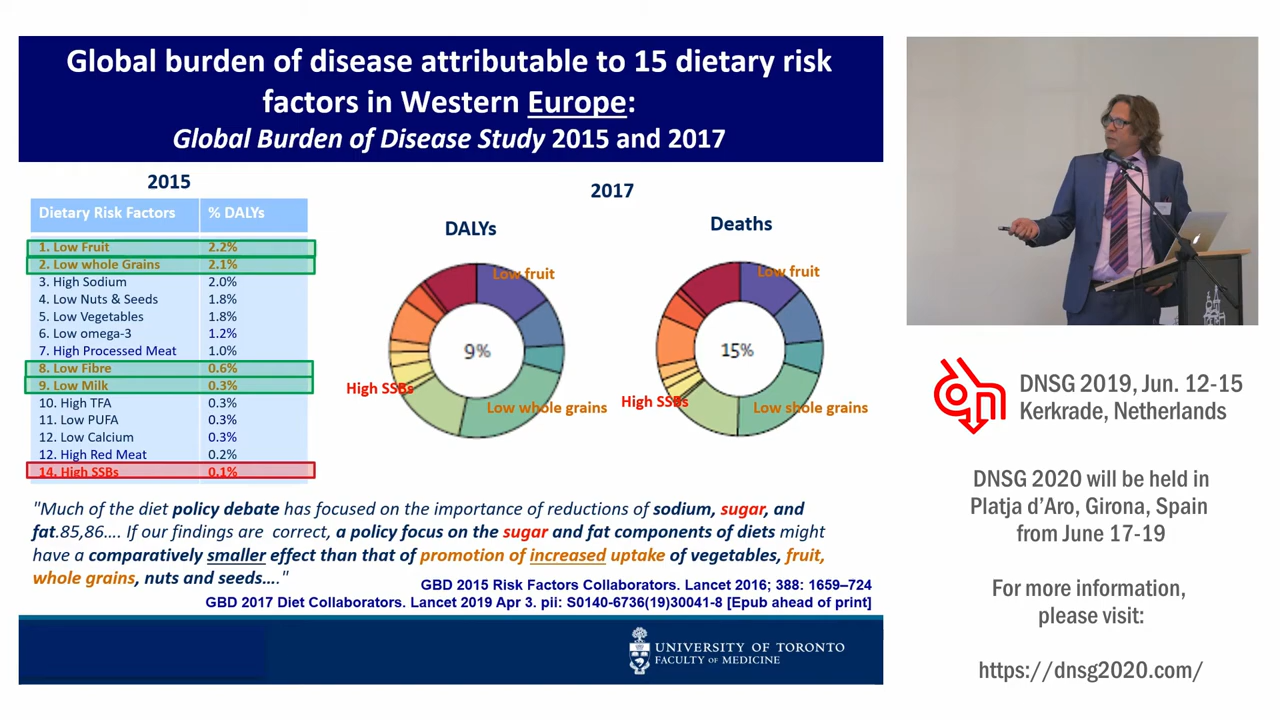 Global burden of disease attributable to 15 dietary risk
factors in Western Europe:
Global Burden of Disease Study 2015 and 2017
2015
Dietary Risk Factors % DALYs
1. Low Fruit 2.2%
2. Low whole Grains 2.1%
3. High Sodium 2.0%
4. Low Nuts & Seeds 1.8%
5. Low Vegetables 1.8%
6. Low omega-3 1.2%
7. High Processed Meat 1.0%
8. Low Fibre 0.6%
9. Low Milk 0.3%
10. High TFA 0.3%
11. Low PUFA 0.3%
12. Low Calcium 0.3%
12. High Red Meat 0.2%
14. High SSBs 0.1%
2017
DALYs
Low fruit
9%
High SSBs
Low whole grains
Deaths
Low fruit
15%
High SSBs
Low shole grains
"Much of the diet policy debate has focused on the importance of reductions of sodium, sugar, and
fat.85,86…. If our findings are correct, a policy focus on the sugar and fat components of diets might
have a comparatively smaller effect than that of promotion of increased uptake of vegetables, fruit,
whole grains, nuts and seeds…."
GBD 2015 Risk Factors Collaborators. Lancet 2016; 388: 1659–724
GBD 2017 Diet Collaborators. Lancet 2019 Apr 3. pii: S0140-6736(19)30041-8 [Epub ahead of print]
UNIVERSITY OF TORONTO
FACULTY OF MEDICINE
DNSG 2019, Jun. 12-15
Kerkrade, Netherlands
DNSG 2020 will be held in
Platja d'Aro, Girona, Spain
from June 17-19
For more information,
please visit:
https://dnsg2020.com/